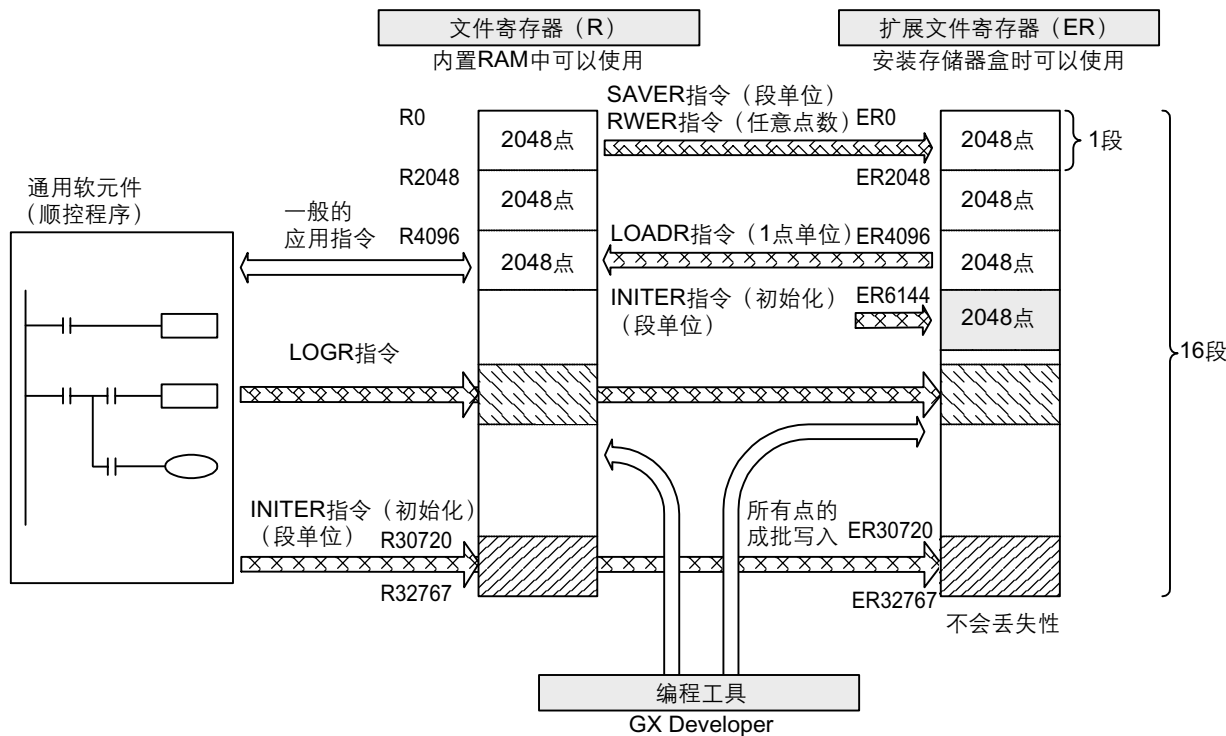 文件寄存器（R）
内置RAM中可以使用
扩展文件寄存器（ER）
安装存储器盒时可以使用
SAVER指令（段单位）
RWER指令（任意点数）
R0
ER0
2048点
2048点
1段
R2048
ER2048
2048点
2048点
通用软元件
（顺控程序）
一般的
应用指令
R4096
LOADR指令（1点单位）
ER4096
2048点
2048点
INITER指令（初始化）
（段单位）
ER6144
2048点
16段
LOGR指令
INITER指令（初始化）
（段单位）
R30720
R32767
所有点的
成批写入
ER30720
ER32767
不会丢失性
编程工具
GX Developer